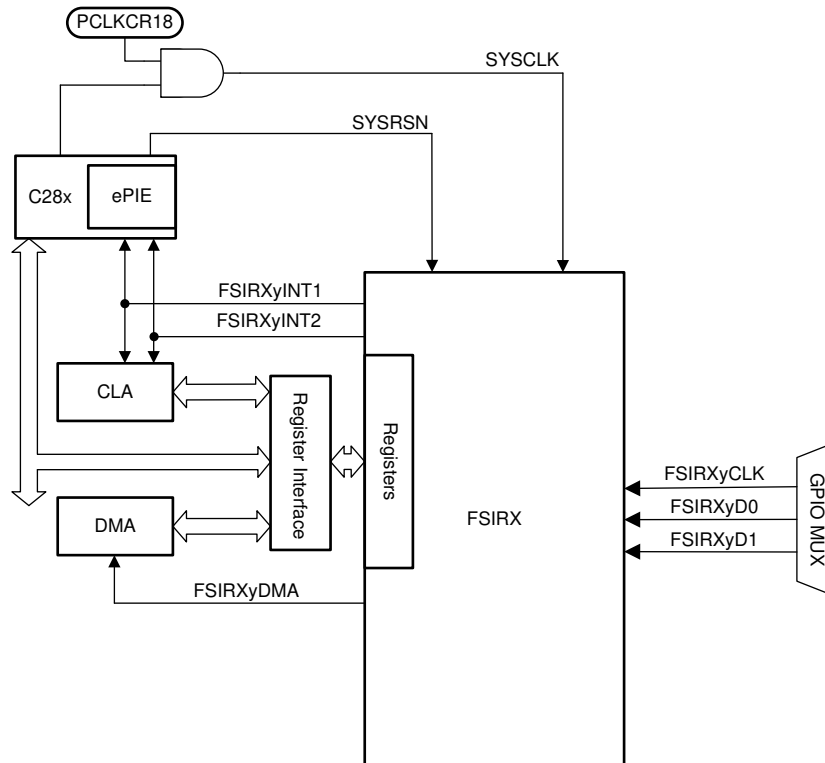 PCLKCR18
SYSCLK
SYSRSN
C28x
ePIE
FSIRXyINT1
FSIRXyINT2
CLA
Register Interface
Registers
FSIRX
FSIRXyCLK
FSIRXyD0
FSIRXyD1
GPIO MUX
DMA
FSIRXyDMA